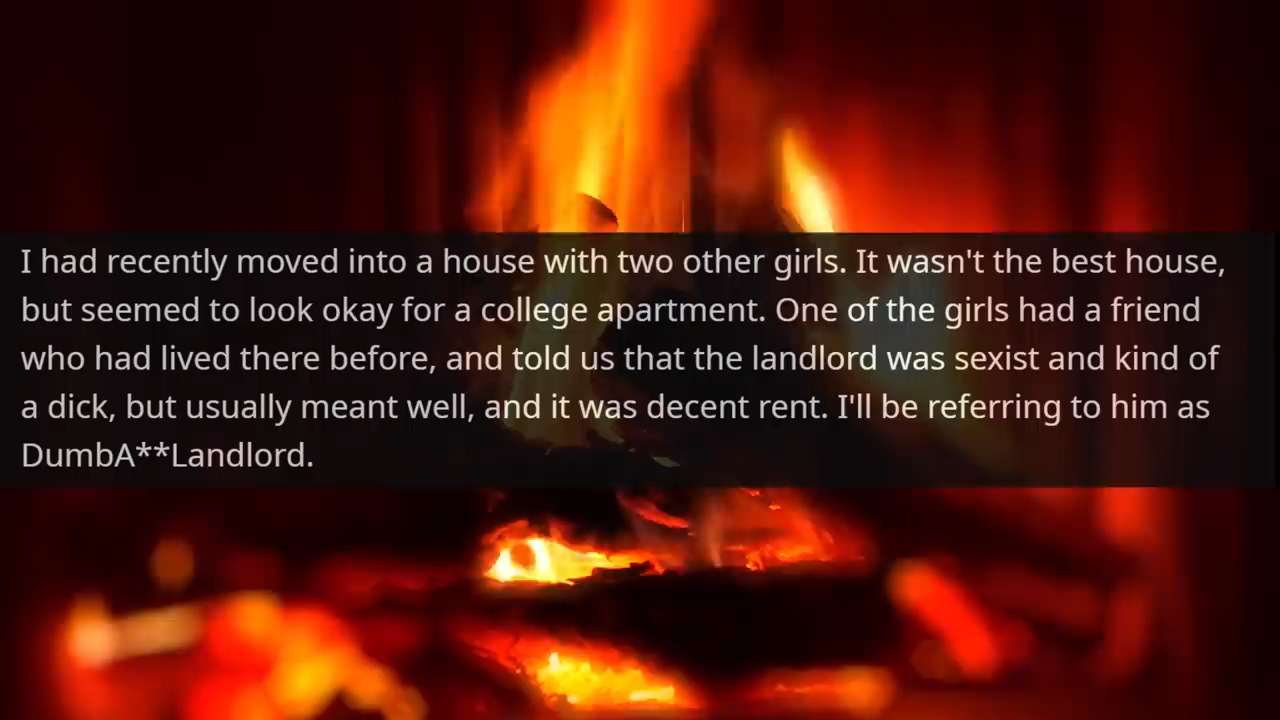 I had recently moved into a house with two other girls. It wasn't the best house,
but seemed to look okay for a college apartment. One of the girls had a friend
who had lived there before, and told us that the landlord was sexist and kind of
a dick, but usually meant well, and it was decent rent. I'll be referring to him as
DumbA**Landlord.